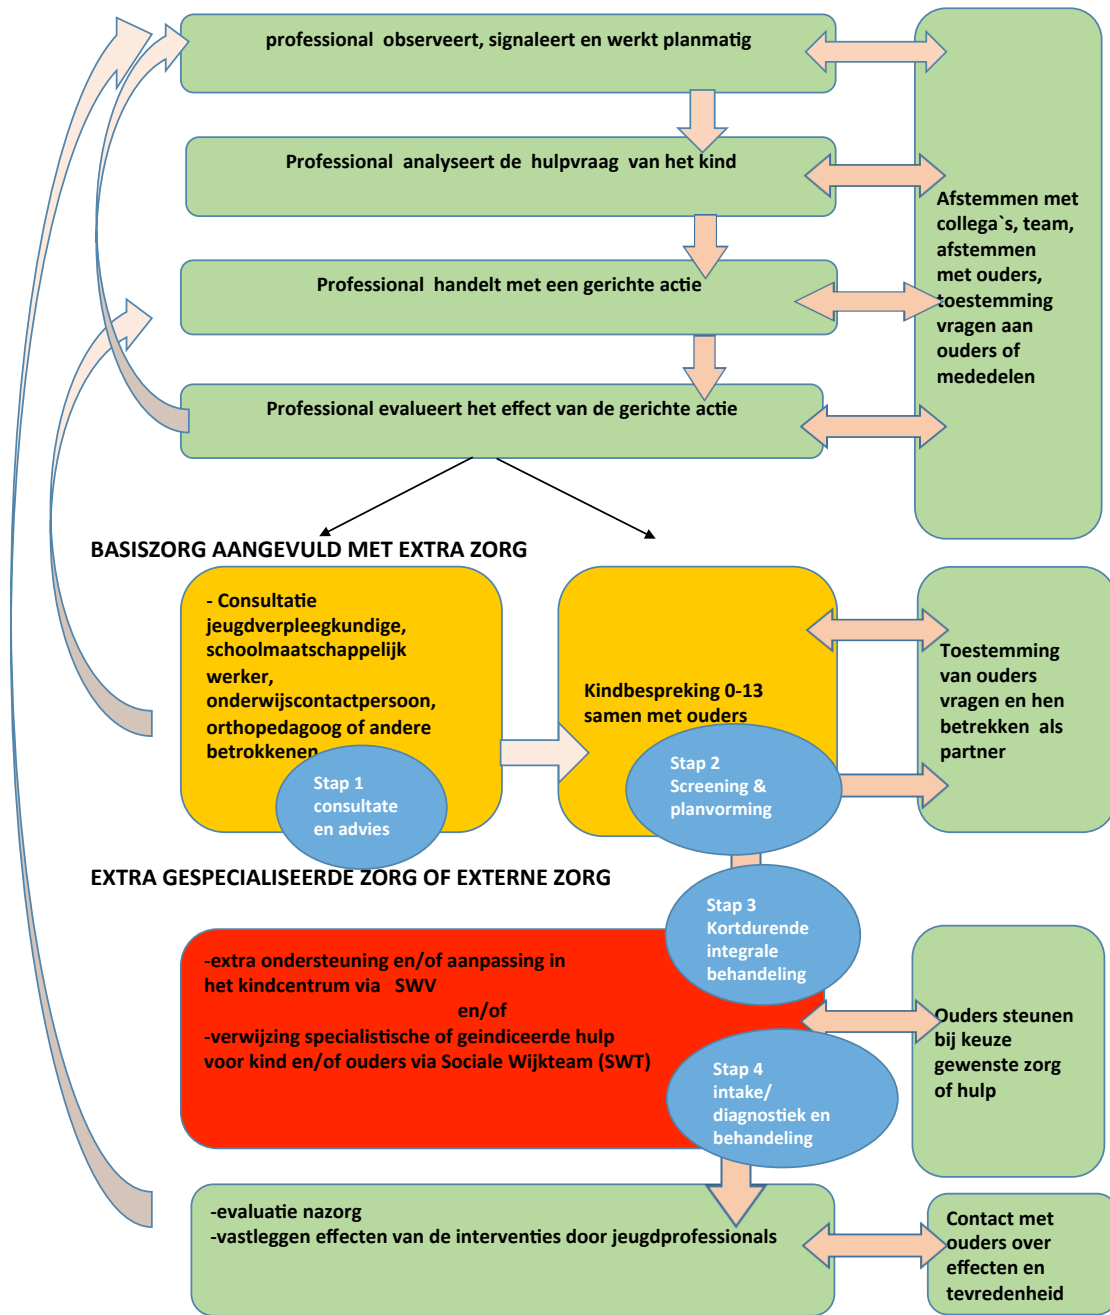 professional observeert, signaleert en werkt planmatig
Professional analyseert de hulpvraag van het kind
Professional handelt met een gerichte actie
Professional evalueert het effect van de gerichte actie
Afstemmen met
collega`s, team,
afstemmen
met ouders,
toestemming
vragen aan
ouders of
mededelen
BASISZORG AANGEVULD MET EXTRA ZORG
- Consultatie
jeugdverpleegkundige,
schoolmaatschappelijk
werker,
onderwijscontactpersoon,
orthopedagoog of andere
betrokkenen
Stap 1
consultate
en advies
Kindbespreking 0-13
samen met ouders
Stap 2
Screening &
planvorming
Toestemming
van ouders
vragen en hen
betrekken als
partner
EXTRA GESPECIALISEERDE ZORG OF EXTERNE ZORG
Stap 3
Kortdurende
integrale
behandeling
-extra ondersteuning en/of aanpassing in
het kindcentrum via SWV
en/of
-verwijzing specialistische of geindiceerde hulp
voor kind en/of ouders via Sociale Wijkteam (SWT)
Stap 4
intake/
diagnostiek en
behandeling
Ouders steunen
bij keuze
gewenste zorg
of hulp
-evaluatie nazorg
-vastleggen effecten van de interventies door jeugdprofessionals
Contact met
ouders over
effecten en
tevredenheid